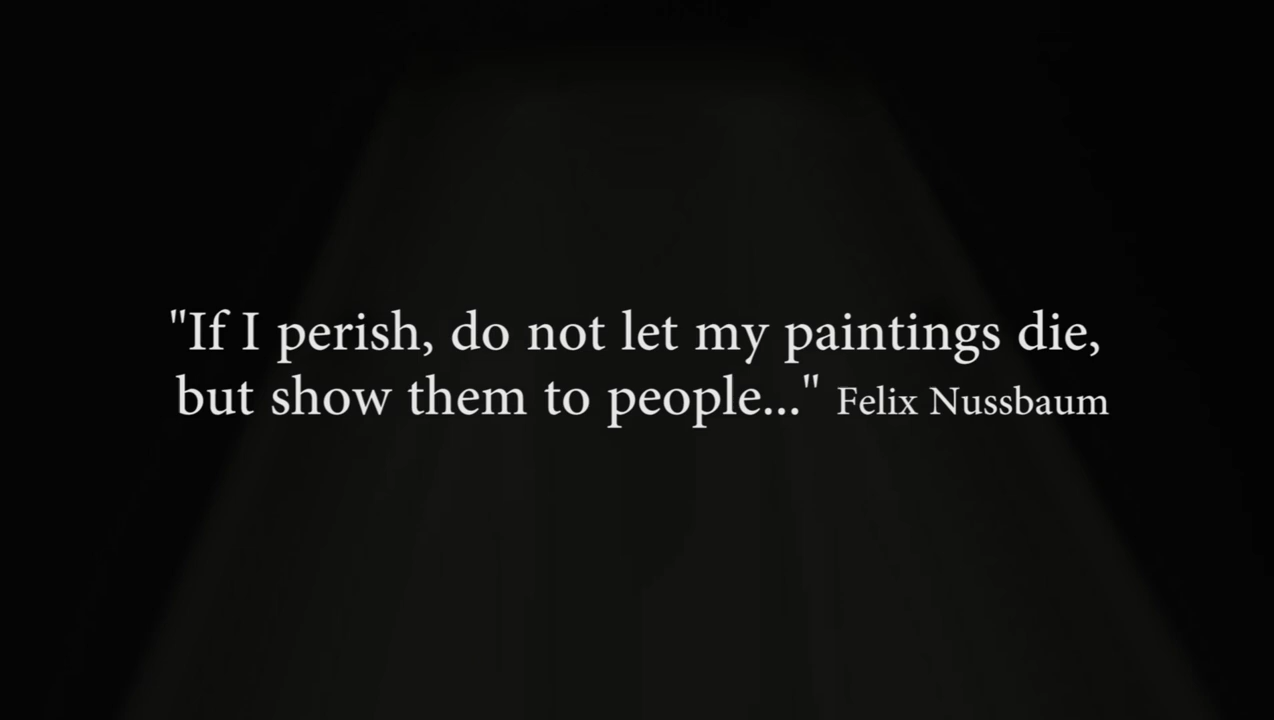 "If I perish, do not let my paintings die,
but show them to people..." Felix Nussbaum